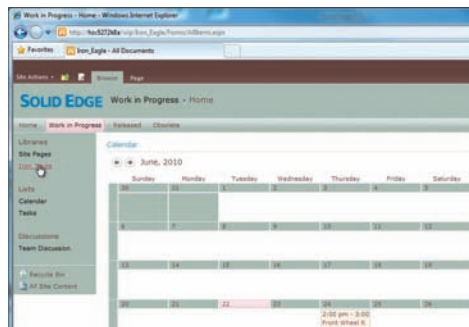 Work in Progress - Home - Windows Internet Explorer
Favorites Iron_Eagle - All Documents
Site Actions Browse Page
SOLID EDGE Work in Progress › Home
Home Work in Progress Released Obsolete
Libraries
Site Pages
Lists
Calendar
Tasks
Discussions
Team Discussion
Recycle Bin
All Site Content
Calendar
June, 2010
Sunday Monday Tuesday Wednesday Thursday Friday Saturday
30 31 1 2 3 4 5
6 7 8 9 10 11 12
13 14 15 16 17 18 19
20 21 22 23 24 25 26
2:00 pm - 3:00
Front Wheel R